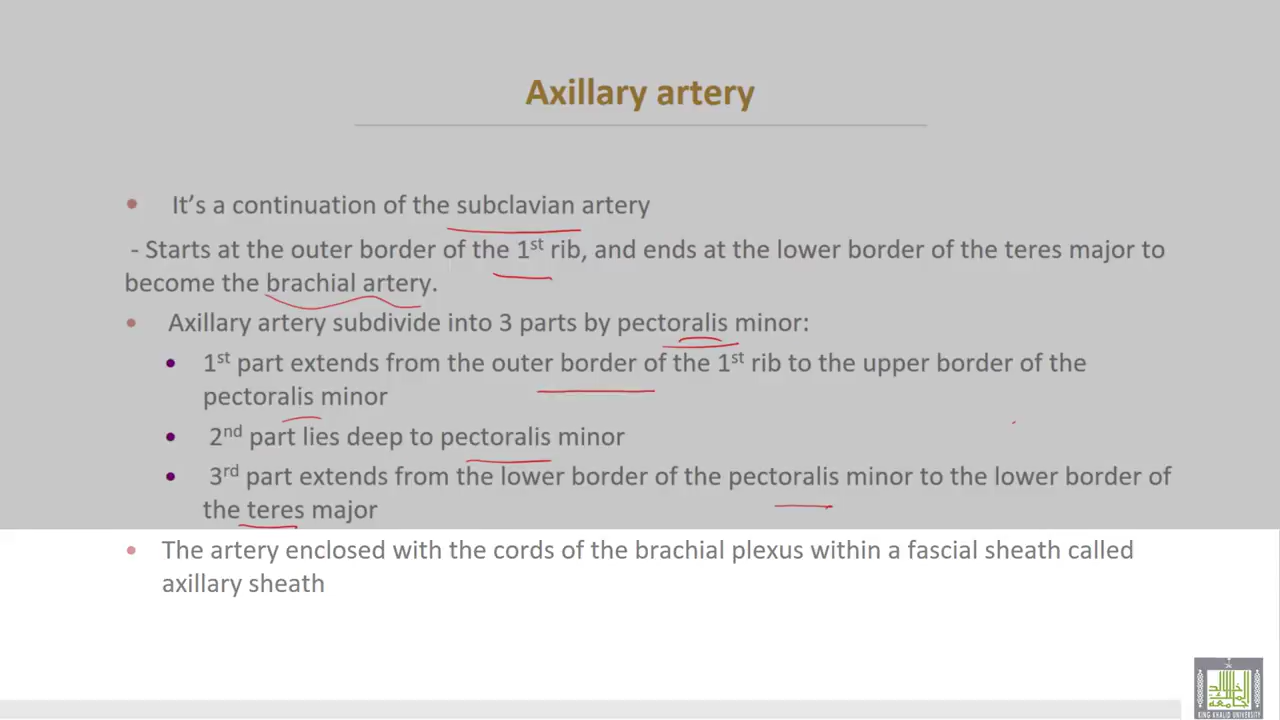 Axillary artery
• It's a continuation of the subclavian artery
- Starts at the outer border of the 1st rib, and ends at the lower border of the teres major to
become the brachial artery.
• Axillary artery subdivide into 3 parts by pectoralis minor:
• 1st part extends from the outer border of the 1st rib to the upper border of the
pectoralis minor
• 2nd part lies deep to pectoralis minor
• 3rd part extends from the lower border of the pectoralis minor to the lower border of
the teres major
• The artery enclosed with the cords of the brachial plexus within a fascial sheath called
axillary sheath
KING KHALID UNIVERSITY